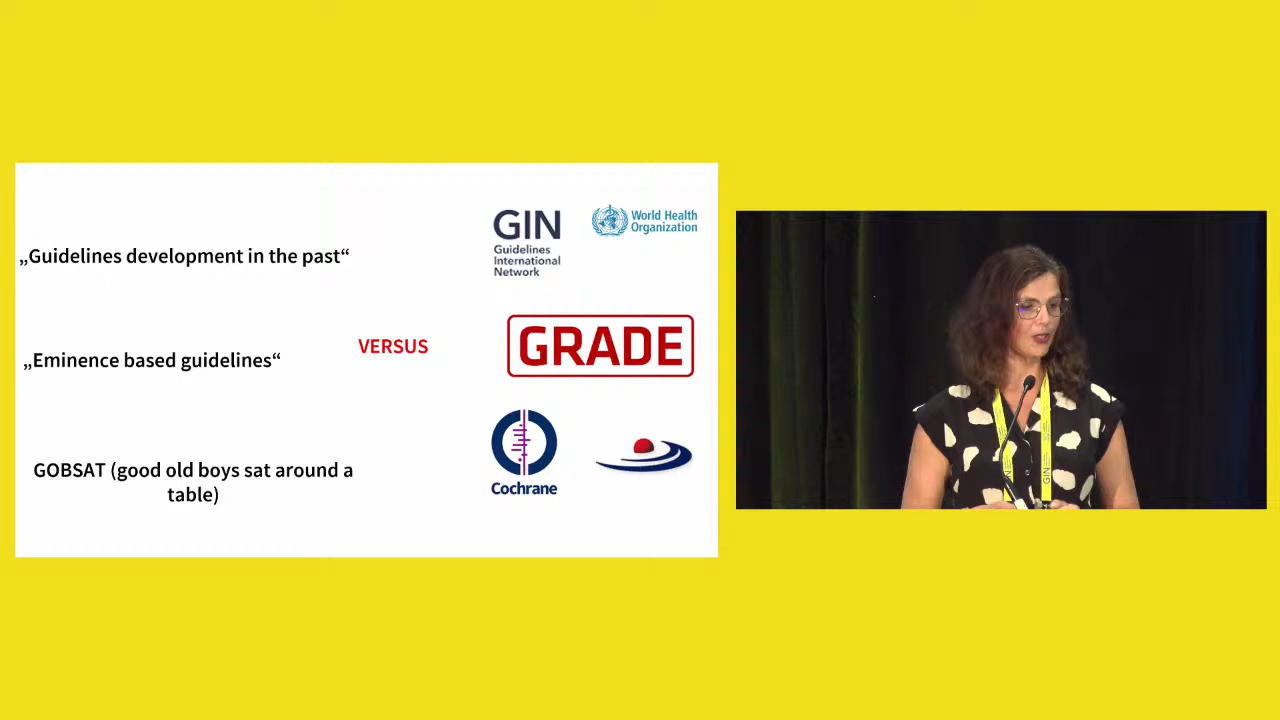 „Guidelines development in the past“
„Eminence based guidelines“
GOBSAT (good old boys sat around a
table)
VERSUS
GIN
Guidelines
International
Network
World Health
Organization
GRADE
Cochrane
GIN